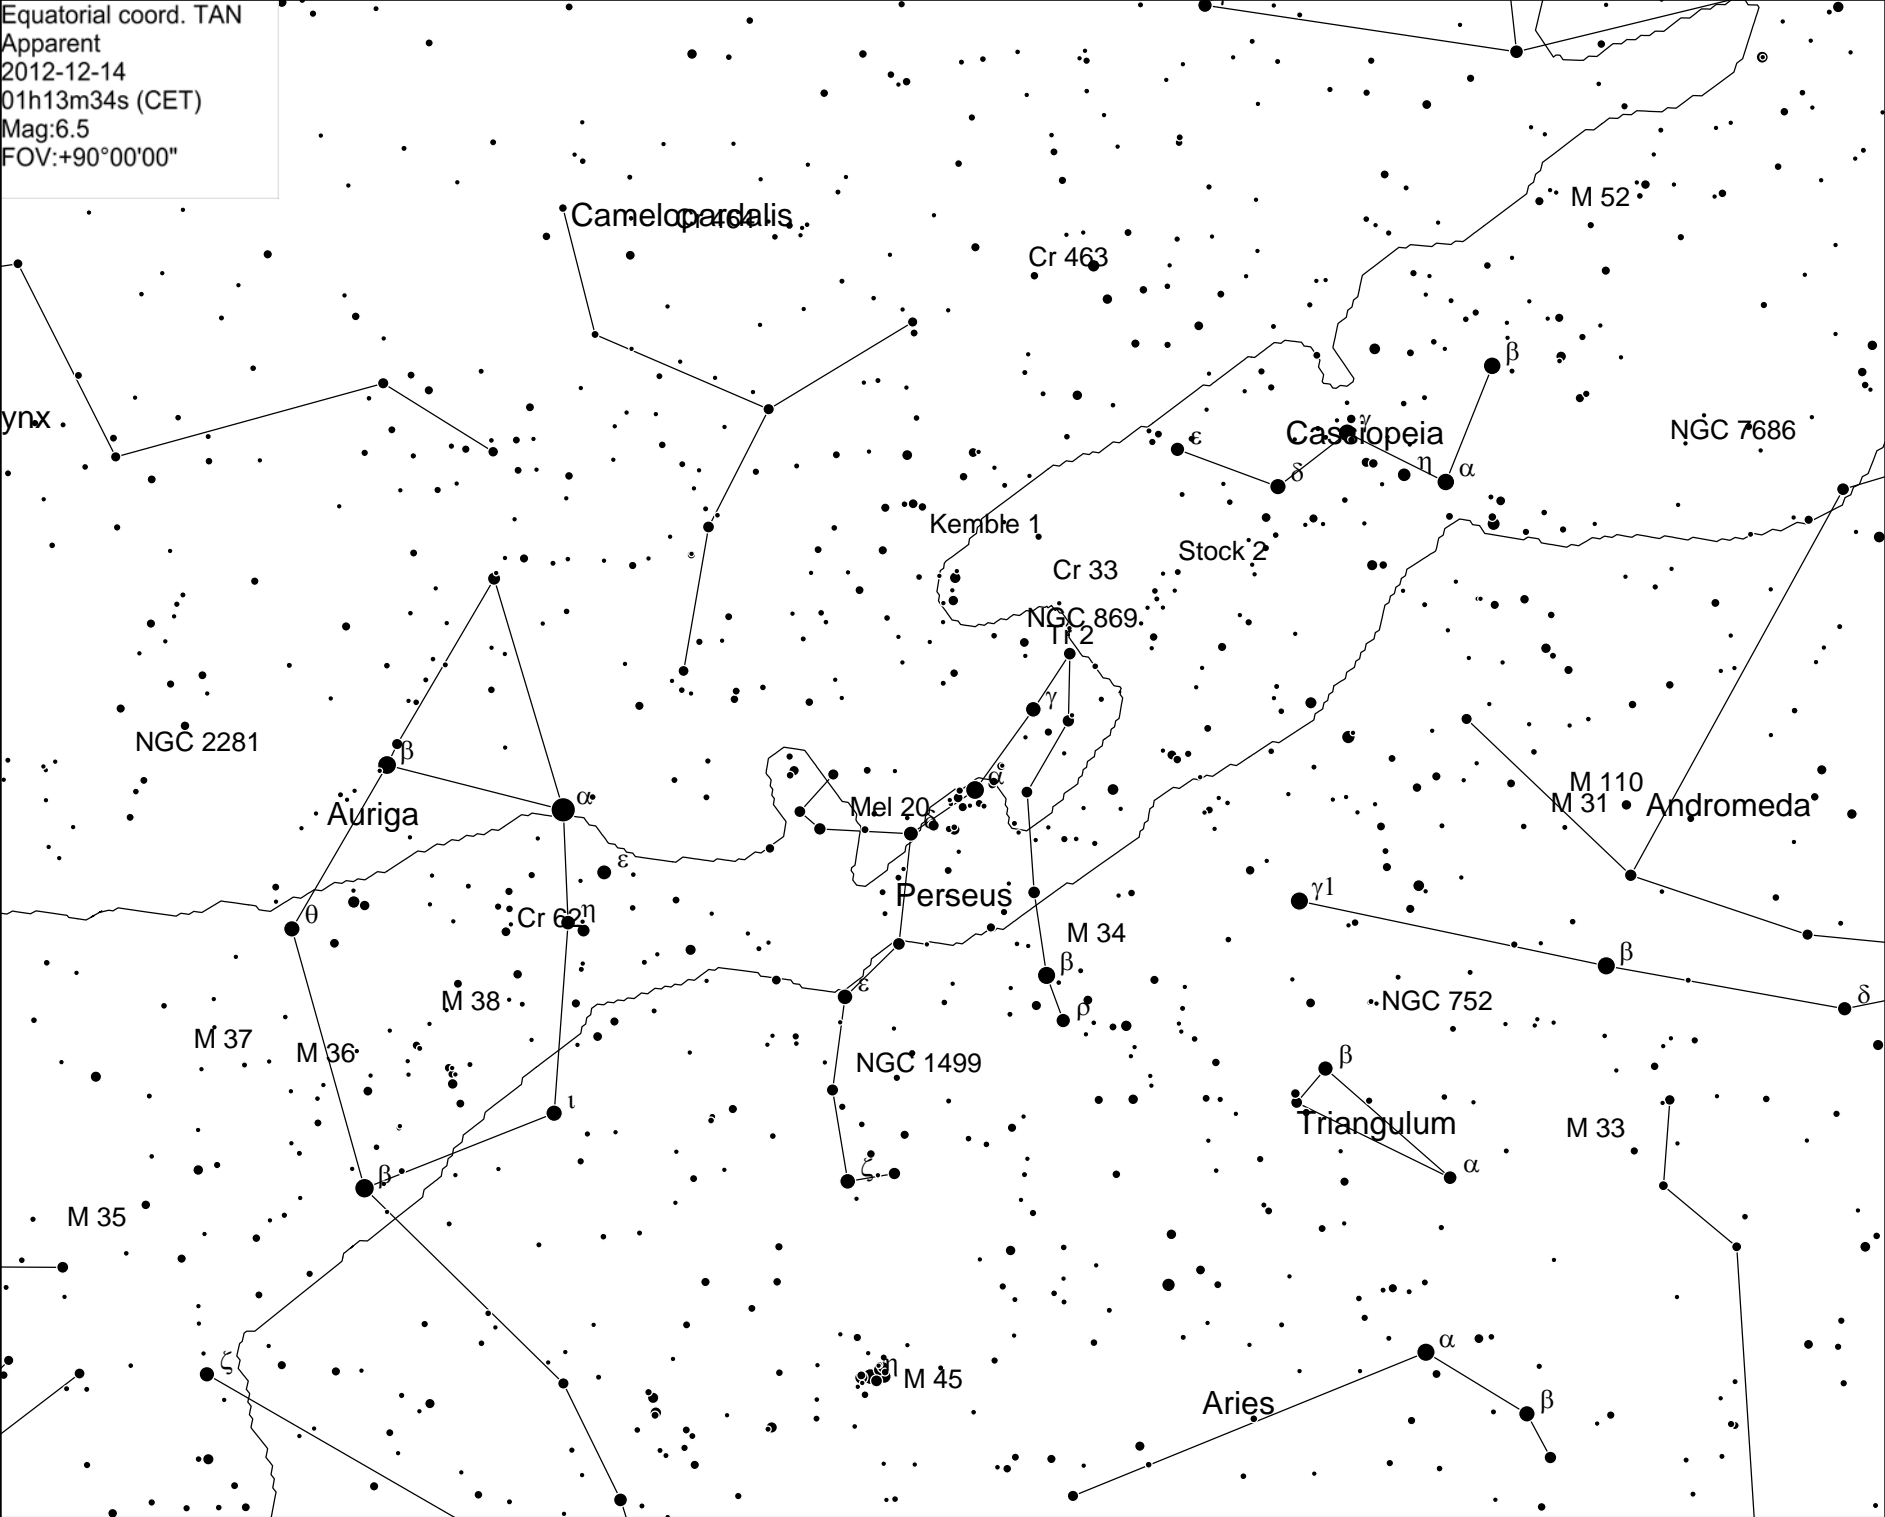 Equatorial coord. TAN
Apparent
2012-12-14
01h13m34s (CET)
Mag:6.5
FOV:+90°00'00"
M 52
Camelopardalis
Cr 464
Cr 463
β
ynx
γ
Cassiopeia
NGC 7686
ε
δ
η
α
Kemble 1
Stock 2
Cr 33
NGC 869
Tr 2
γ
NGC 2281
β
α
M 110
M 31
Andromeda
α
Auriga
Mel 20
δ
ε
Perseus
γ1
θ
Cr 62
η
M 34
β
β
ε
δ
M 38
NGC 752
ρ
M 37
M 36
NGC 1499
β
ι
Triangulum
M 33
β
ζ
α
M 35
α
ζ
η
M 45
Aries
β